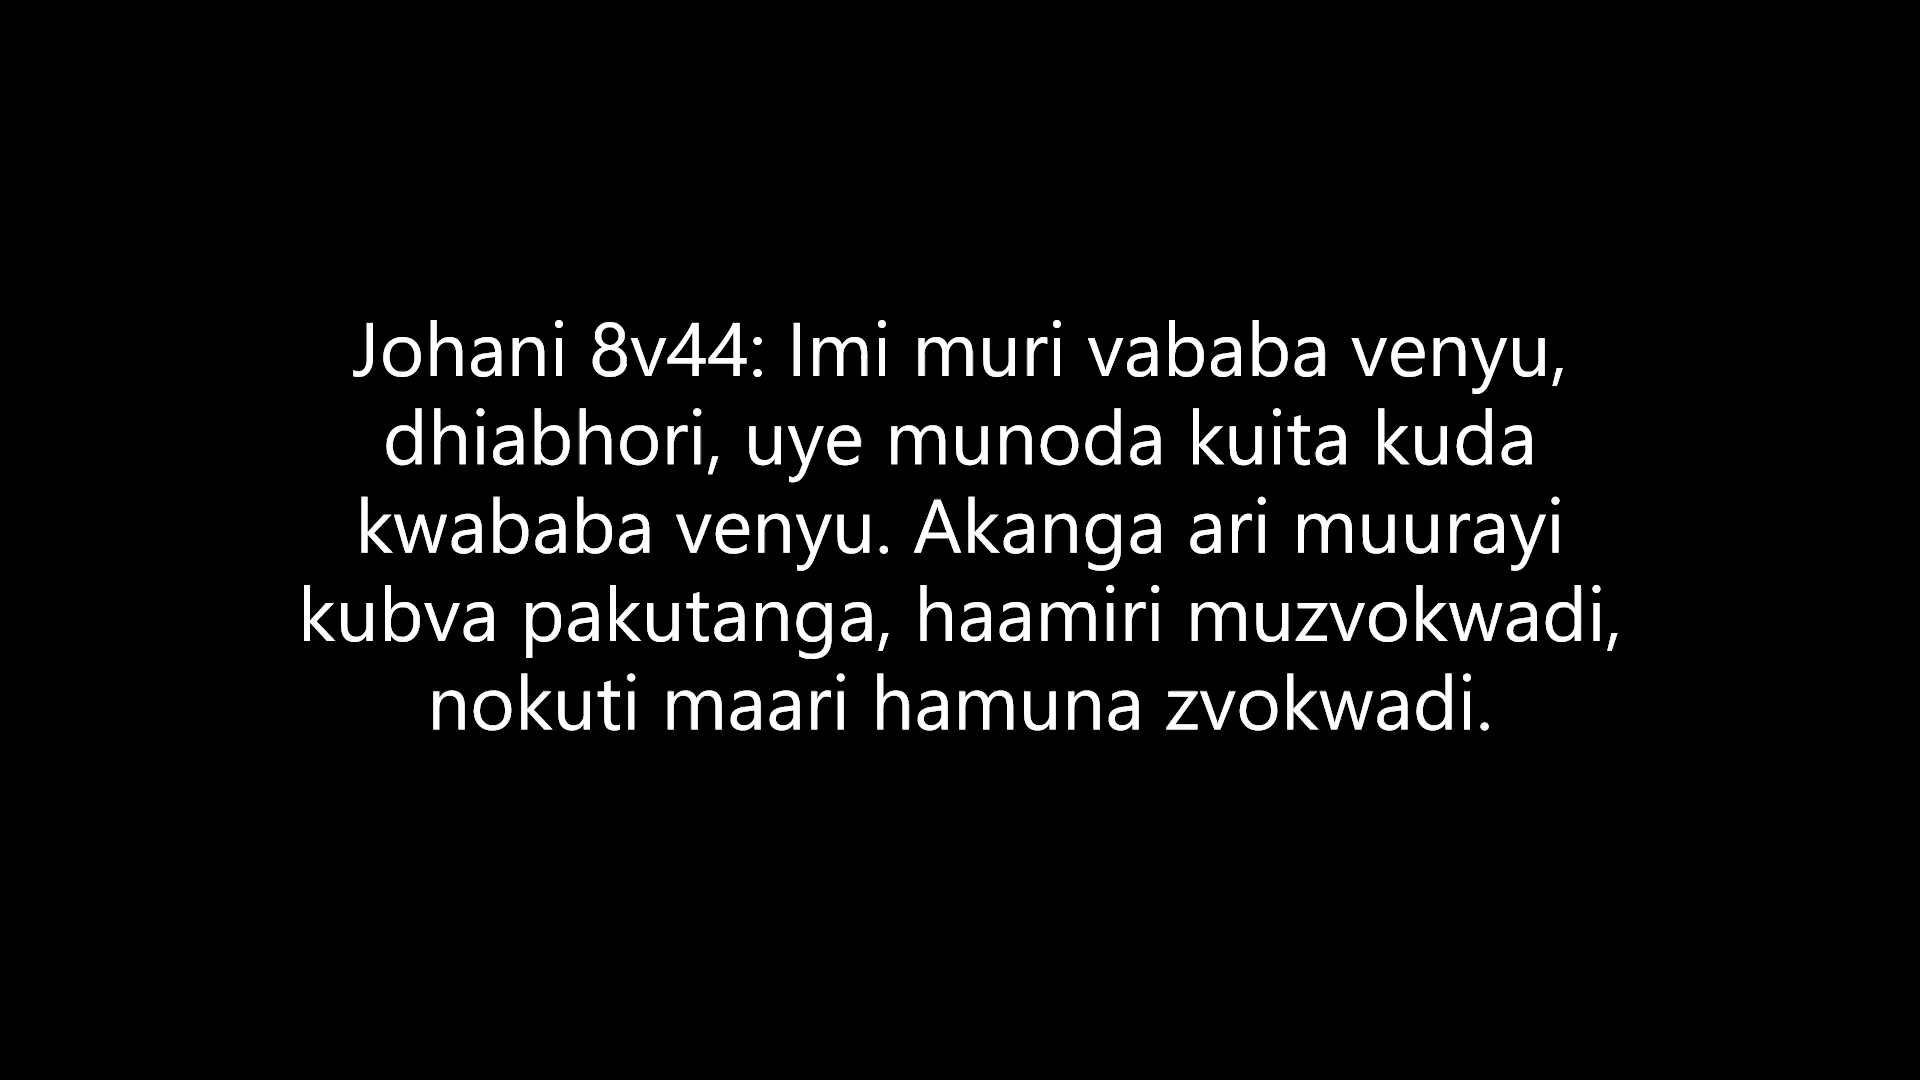 Johani 8v44: Imi muri vababa venyu,
dhiabhori, uye munoda kuita kuda
kwababa venyu. Akanga ari muurayi
kubva pakutanga, haamiri muzvokwadi,
nokuti maari hamuna zvokwadi.